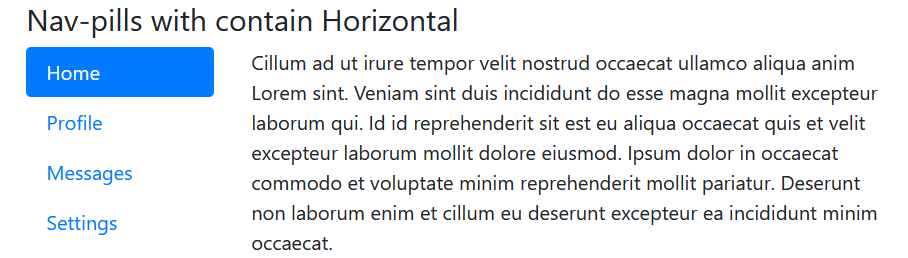 Nav-pills with contain Horizontal
Home
Profile
Messages
Settings
Cillum ad ut irure tempor velit nostrud occaecat ullamco aliqua anim
Lorem sint. Veniam sint duis incididunt do esse magna mollit excepteur
laborum qui. Id id reprehenderit sit est eu aliqua occaecat quis et velit
excepteur laborum mollit dolore eiusmod. Ipsum dolor in occaecat
commodo et voluptate minim reprehenderit mollit pariatur. Deserunt
non laborum enim et cillum eu deserunt excepteur ea incididunt minim
occaecat.